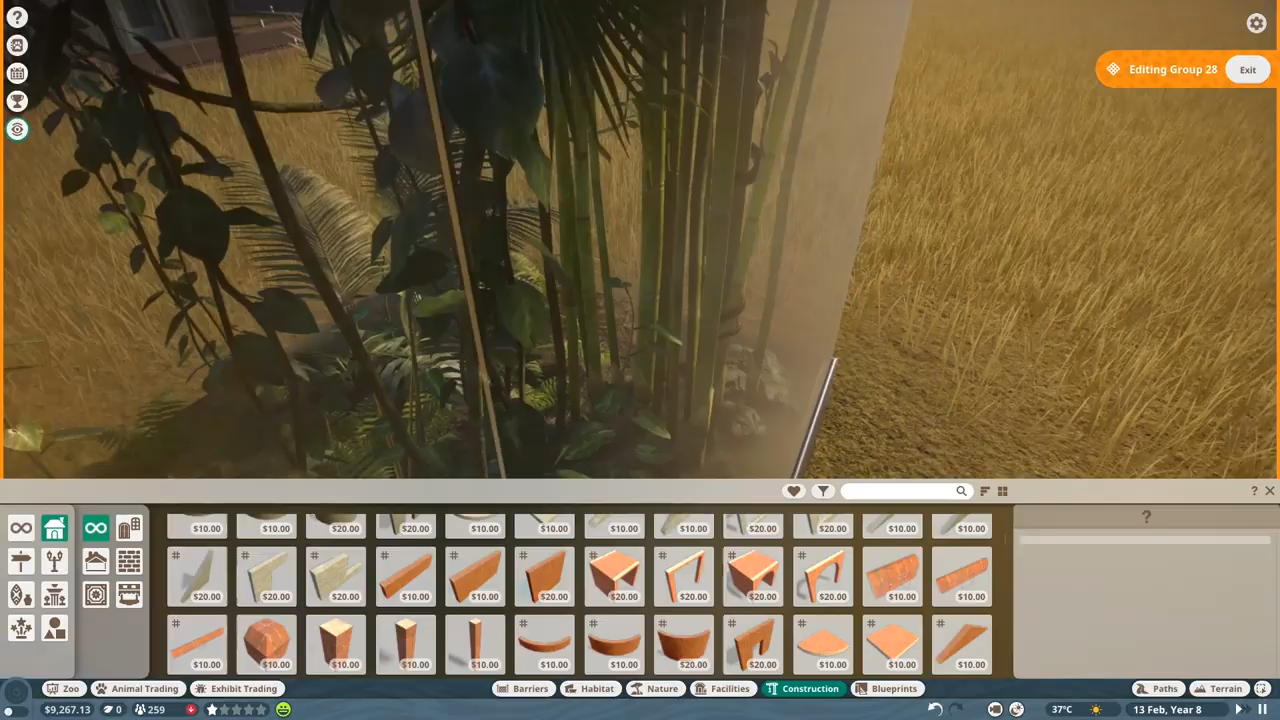 ?
Editing Group 28 Exit
? ×
$10.00 $10.00 $20.00 $20.00 $10.00 $10.00 $10.00 $10.00 $20.00 $20.00 $10.00 $10.00
?
# # # # # # # # # #
$20.00 $20.00 $20.00 $10.00 $10.00 $20.00 $20.00 $20.00 $20.00 $20.00 $10.00 $10.00
# # # # # # #
$10.00 $10.00 $10.00 $10.00 $10.00 $10.00 $10.00 $20.00 $20.00 $10.00 $10.00 $10.00
Zoo Animal Trading Exhibit Trading Barriers Habitat Nature Facilities Construction Blueprints Paths Terrain
$9,267.13 0 259 37°C 13 Feb, Year 8